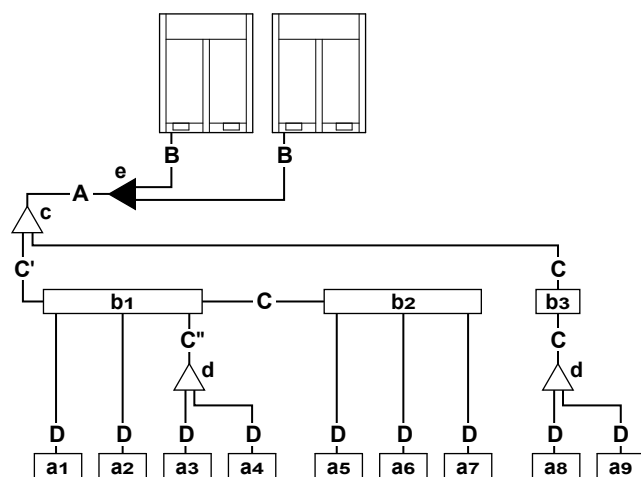 B B
e
A
c
C' C
b1 C b2 b3
C" C
d d
D D D D D D D D D
a1 a2 a3 a4 a5 a6 a7 a8 a9